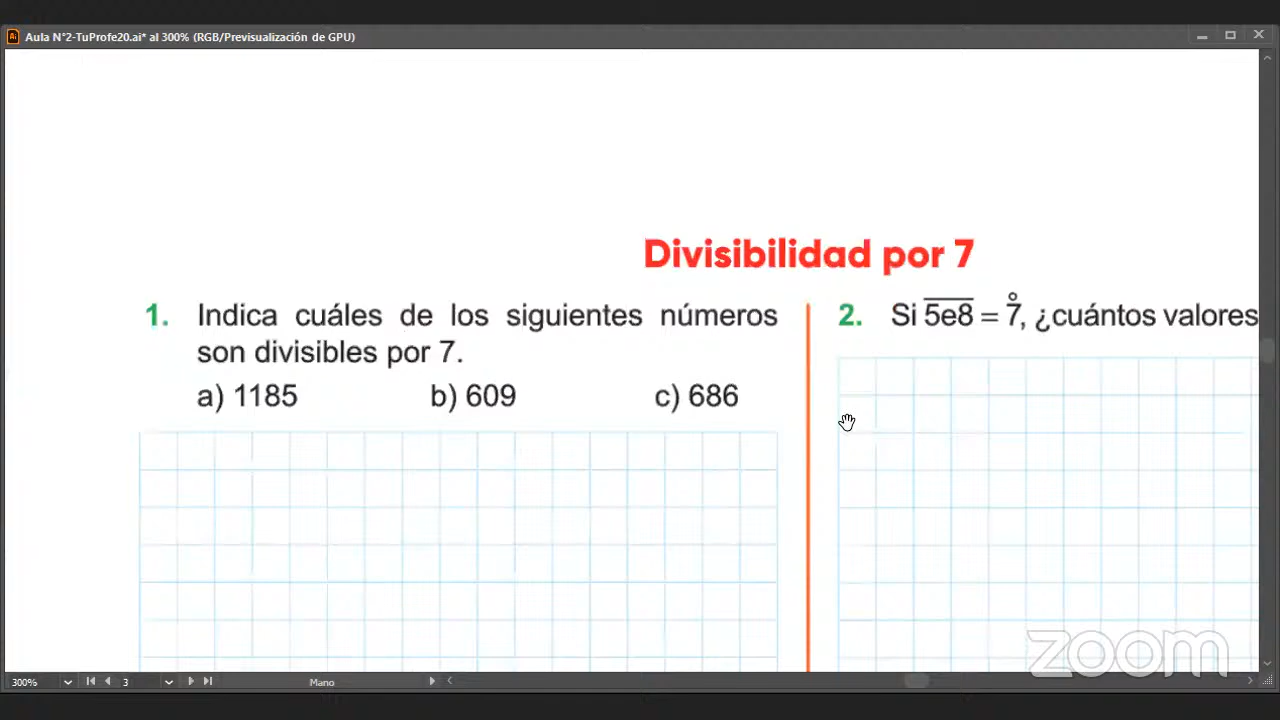 Aula N°2-TuProfe20.ai* al 300% (RGB/Previsualización de GPU)
Divisibilidad por 7
1. Indica cuáles de los siguientes números
son divisibles por 7.
a) 1185 b) 609 c) 686
2. Si 5e8 = 7̊, ¿cuántos valores
zoom
300% 3 Mano